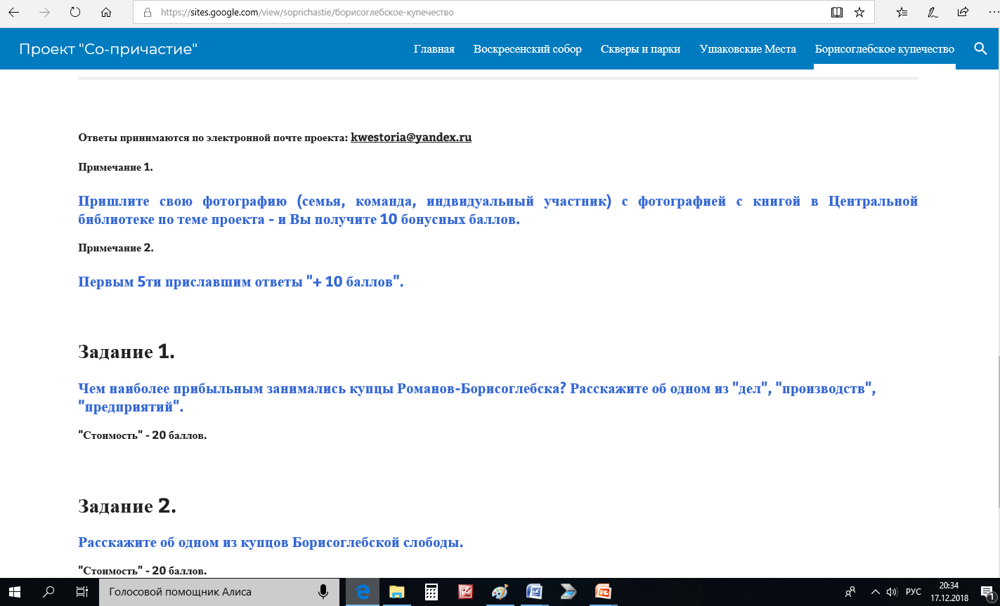 https://sites.google.com/view/soprichastie/борисоглебское-купечество
Проект "Со-причастие"
Главная
Воскресенский собор
Скверы и парки
Ушаковские Места
Борисоглебское купечество
Ответы принимаются по электронной почте проекта: kwestoria@yandex.ru
Примечание 1.
Пришлите свою фотографию (семья, команда, индвидуальный участник) с фотографией с книгой в Центральной
библиотеке по теме проекта - и Вы получите 10 бонусных баллов.
Примечание 2.
Первым 5ти приславшим ответы "+ 10 баллов".
Задание 1.
Чем наиболее прибыльным занимались купцы Романов-Борисоглебска? Расскажите об одном из "дел", "производств",
"предприятий".
"Стоимость" - 20 баллов.
Задание 2.
Расскажите об одном из купцов Борисоглебской слободы.
"Стоимость" - 20 баллов.
Голосовой помощник Алиса
РУС
20:34
17.12.2018
1